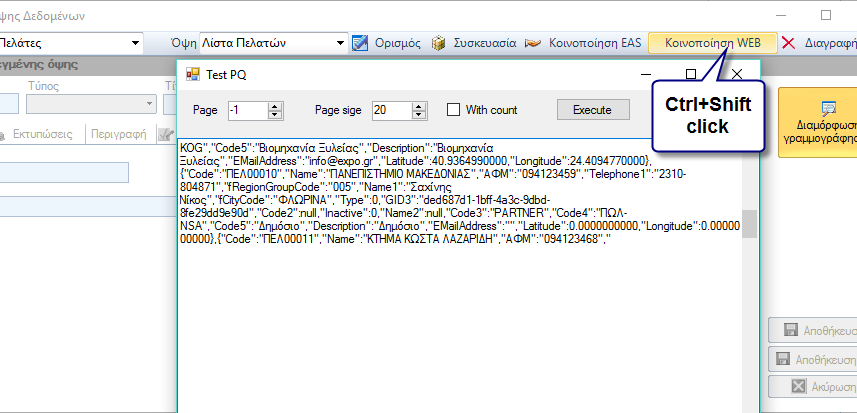 ψης Δεδομένων
Πελάτες Όψη Λίστα Πελατών Ορισμός Συσκευασία Κοινοποίηση EAS Κοινοποίηση WEB Διαγραφή
εγμένης όψης
Τύπος
Εκτυπώσεις Περιγραφή
Test PQ
Page -1 Page sige 20 With count Execute
Ctrl+Shift
click
Διαμόρφωση
γραμμογράφησ
KOG","Code5":"Βιομηχανία Ξυλείας","Description":"Βιομηχανία
Ξυλείας","EMailAddress":"info@expo.gr","Latitude":40.9364990000,"Longitude":24.4094770000},
{"Code":"ΠΕΛ00010","Name":"ΠΑΝΕΠΙΣΤΗΜΙΟ ΜΑΚΕΔΟΝΙΑΣ","ΑΦΜ":"094123459","Telephone1":"2310-
804871","fRegionGroupCode":"005","Name1":"Σαχίνης
Νίκος","fCityCode":"ΦΛΩΡΙΝΑ","Type":0,"GID3":"ded687d1-1bff-4a3c-9dbd-
8fe29dd9e90d","Code2":null,"Inactive":0,"Name2":null,"Code3":"PARTNER","Code4":"ΠΩΛ-
NSA","Code5":"Δημόσιο","Description":"Δημόσιο","EMailAddress":"","Latitude":0.0000000000,"Longitude":0.00000
00000},{"Code":"ΠΕΛ00011","Name":"ΚΤΗΜΑ ΚΩΣΤΑ ΛΑΖΑΡΙΔΗ","ΑΦΜ":"094123468","
Αποθήκευση
Αποθήκευση
Ακύρωση